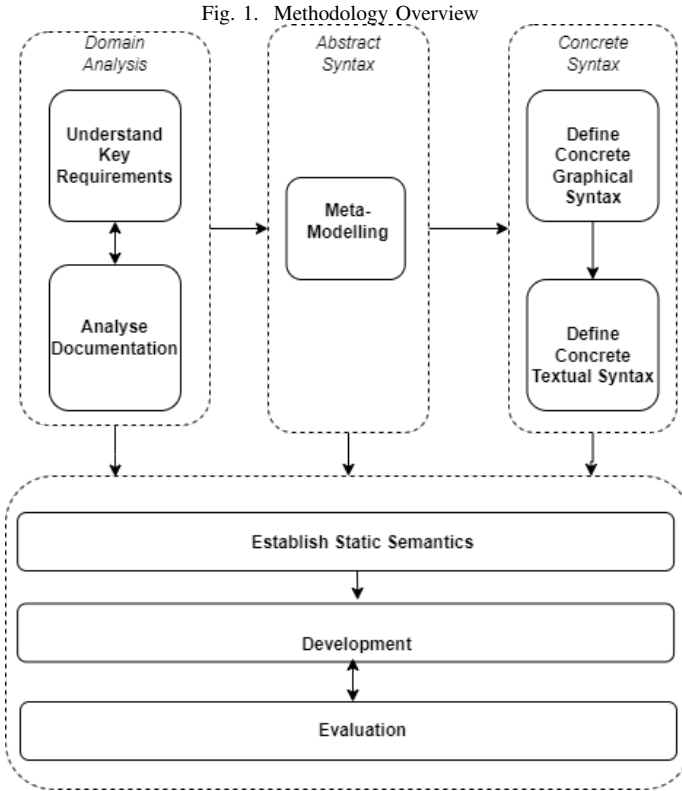 Fig. 1. Methodology Overview
Domain
Analysis
Understand
Key
Requirements
Analyse
Documentation
Abstract
Syntax
Meta-
Modelling
Concrete
Syntax
Define
Concrete
Graphical
Syntax
Define
Concrete
Textual Syntax
Establish Static Semantics
Development
Evaluation